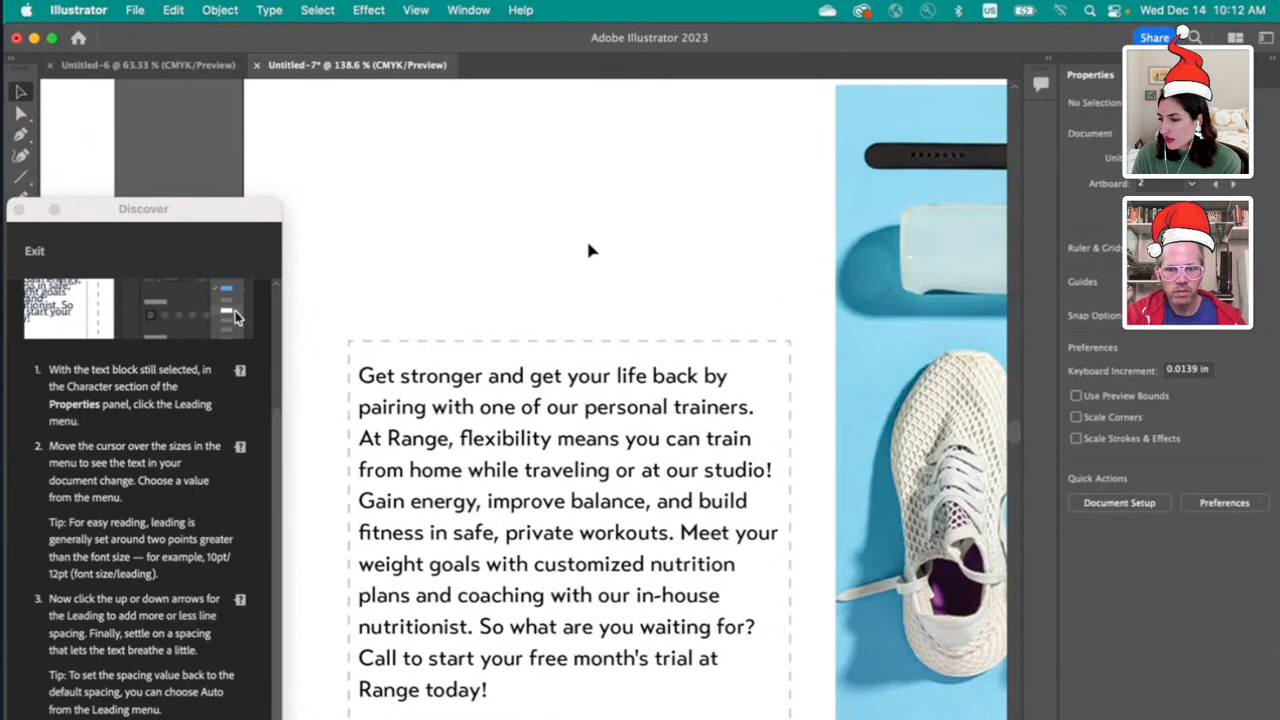 Illustrator File Edit Object Type Select Effect View Window Help
US
Wed Dec 14 10:12 AM
Adobe Illustrator 2023
Share
× Untitled-6 @ 63.33 % (CMYK/Preview)
× Untitled-7* @ 138.6 % (CMYK/Preview)
Discover
Exit
1. With the text block still selected, in
the Character section of the
Properties panel, click the Leading
menu.
2. Move the cursor over the sizes in the
menu to see the text in your
document change. Choose a value
from the menu.
Tip: For easy reading, leading is
generally set around two points greater
than the font size — for example, 10pt/
12pt (font size/leading).
3. Now click the up or down arrows for
the Leading to add more or less line
spacing. Finally, settle on a spacing
that lets the text breathe a little.
Tip: To set the spacing value back to the
default spacing, you can choose Auto
from the Leading menu.
Get stronger and get your life back by
pairing with one of our personal trainers.
At Range, flexibility means you can train
from home while traveling or at our studio!
Gain energy, improve balance, and build
fitness in safe, private workouts. Meet your
weight goals with customized nutrition
plans and coaching with our in-house
nutritionist. So what are you waiting for?
Call to start your free month's trial at
Range today!
Properties
No Selection
Document
Unit
Artboard: 2
Ruler & Grids
Guides
Snap Options
Preferences
Keyboard Increment: 0.0139 in
Use Preview Bounds
Scale Corners
Scale Strokes & Effects
Quick Actions
Document Setup
Preferences